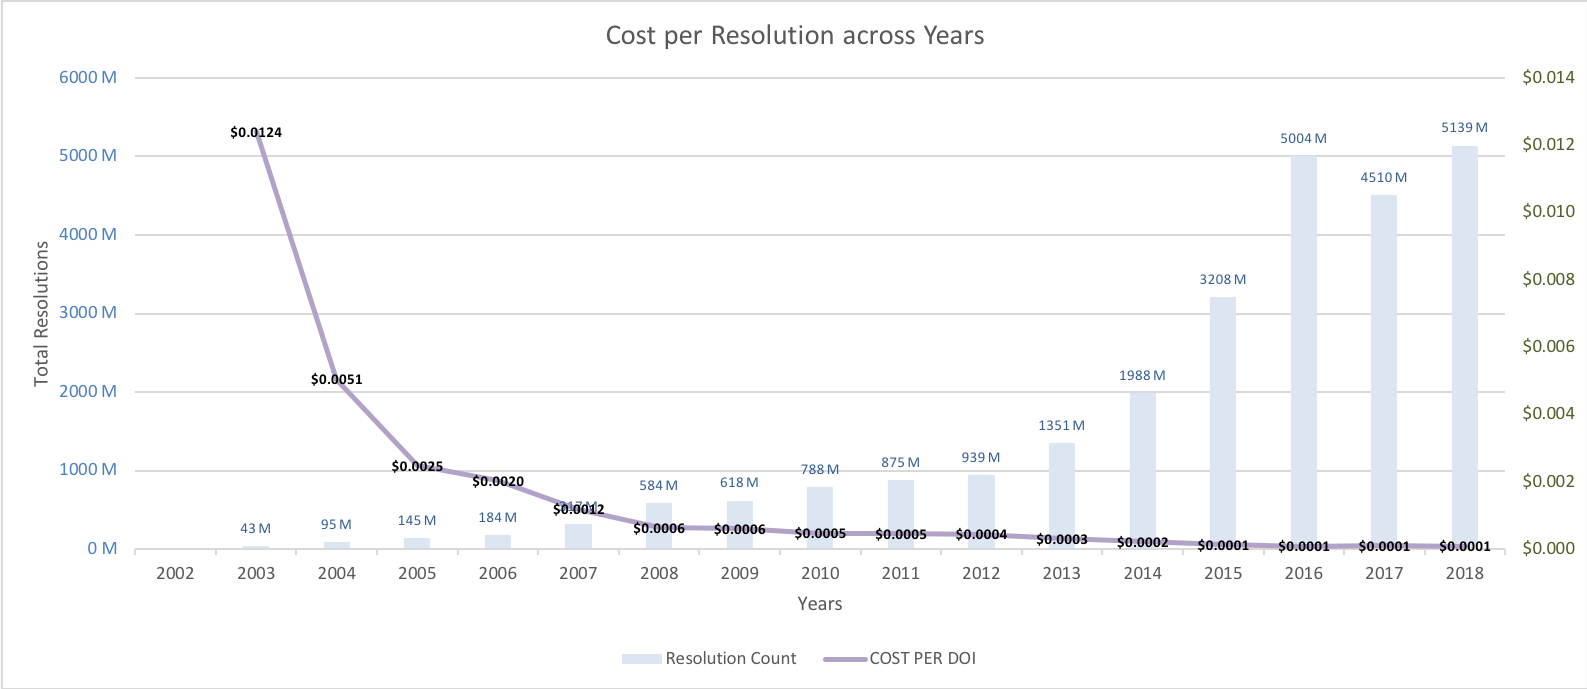 Cost per Resolution across Years
6000 M
5000 M
4000 M
3000 M
2000 M
1000 M
0 M
Total Resolutions
$0.014
$0.012
$0.010
$0.008
$0.006
$0.004
$0.002
$0.000
$0.0124
$0.0051
$0.0025
$0.0020
$0.0012
$0.0006
$0.0006
$0.0005
$0.0005
$0.0004
$0.0003
$0.0002
$0.0001
$0.0001
$0.0001
$0.0001
43 M
95 M
145 M
184 M
317 M
584 M
618 M
788 M
875 M
939 M
1351 M
1988 M
3208 M
5004 M
4510 M
5139 M
2002 2003 2004 2005 2006 2007 2008 2009 2010 2011 2012 2013 2014 2015 2016 2017 2018
Years
Resolution Count COST PER DOI